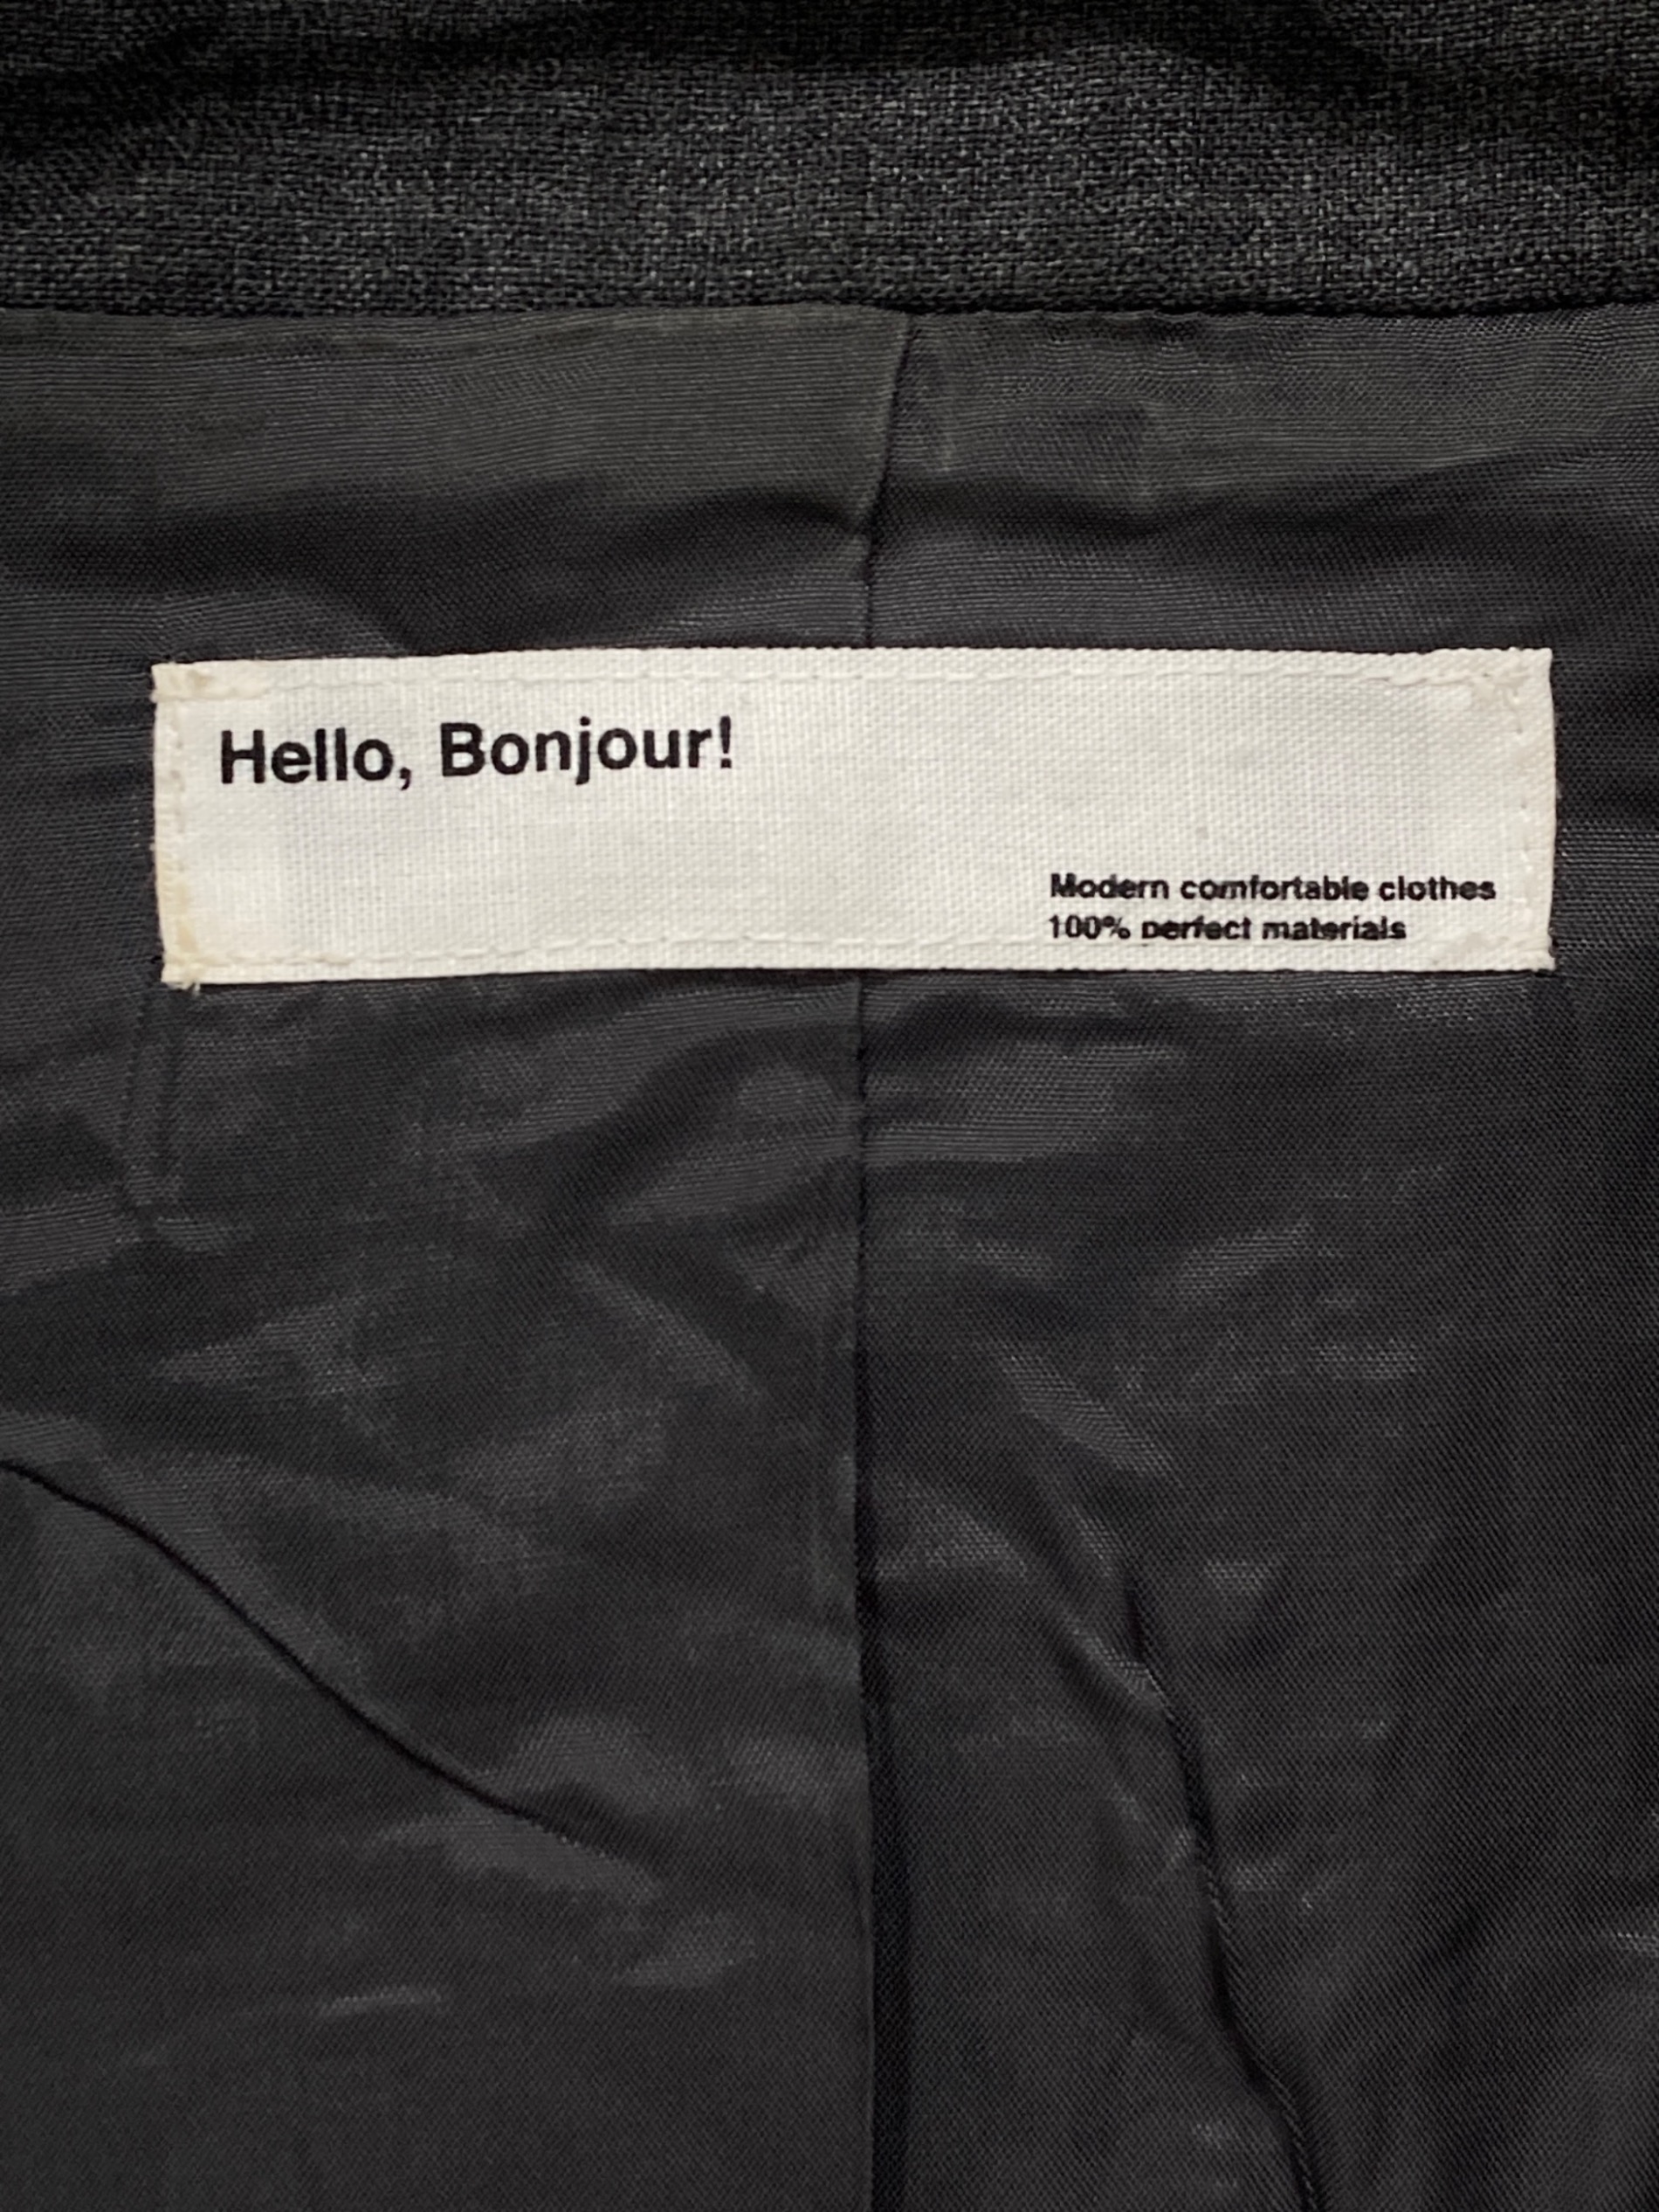 Hello, Bonjour!
Modern comfortable clothes
100% perfect materials